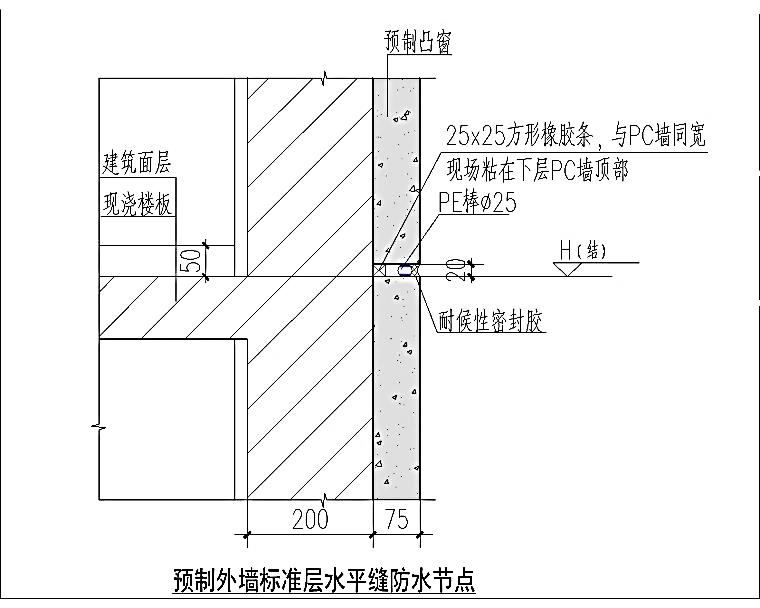 预制凸窗
25x25方形橡胶条，与PC墙同宽
现场粘在下层PC墙顶部
PE棒ø25
建筑面层
现浇楼板
50
20
H(结)
耐候性密封胶
200
75
预制外墙标准层水平缝防水节点